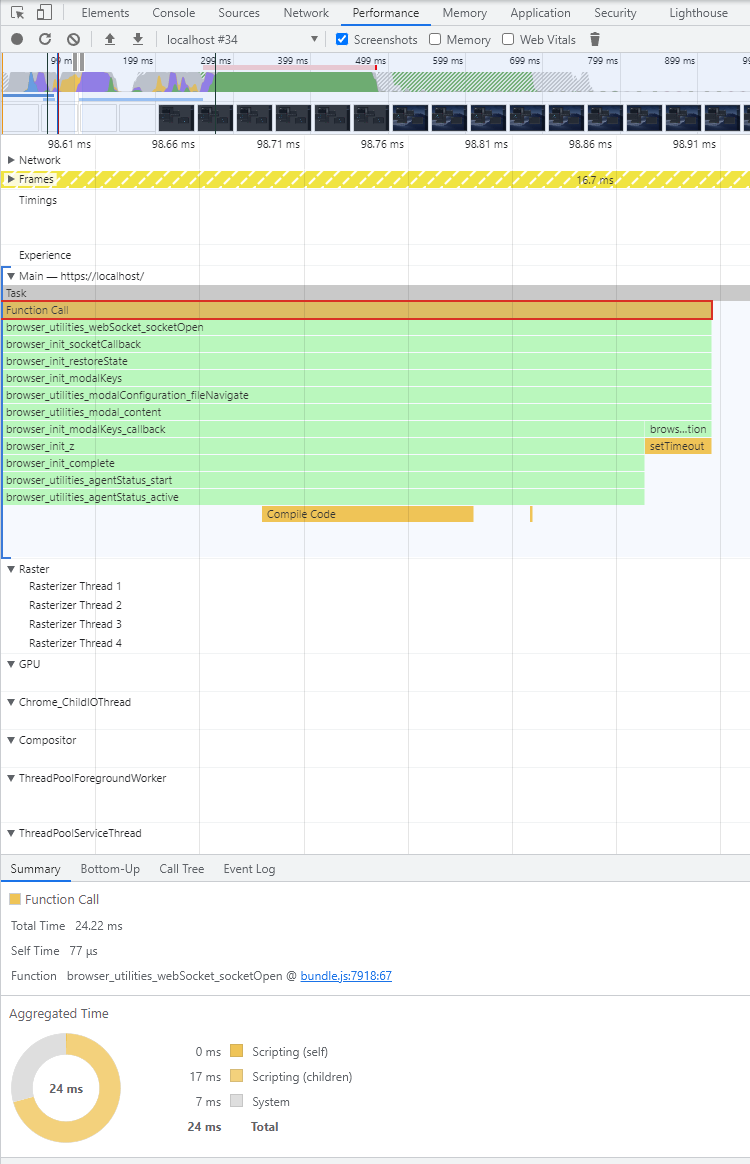 Elements Console Sources Network Performance Memory Application Security Lighthouse
localhost #34 Screenshots Memory Web Vitals
99 m 199 ms 299 ms 399 ms 499 ms 599 ms 699 ms 799 ms 899 ms 99
98.61 ms 98.66 ms 98.71 ms 98.76 ms 98.81 ms 98.86 ms 98.91 ms
Network
Frames 16.7 ms
Timings
Experience
Main — https://localhost/
Task
Function Call
browser_utilities_webSocket_socketOpen
browser_init_socketCallback
browser_init_restoreState
browser_init_modalKeys
browser_utilities_modalConfiguration_fileNavigate
browser_utilities_modal_content
browser_init_modalKeys_callback brows...tion
browser_init_z setTimeout
browser_init_complete
browser_utilities_agentStatus_start
browser_utilities_agentStatus_active
Compile Code
Raster
Rasterizer Thread 1
Rasterizer Thread 2
Rasterizer Thread 3
Rasterizer Thread 4
GPU
Chrome_ChildIOThread
Compositor
ThreadPoolForegroundWorker
ThreadPoolServiceThread
Summary Bottom-Up Call Tree Event Log
Function Call
Total Time 24.22 ms
Self Time 77 μs
Function browser_utilities_webSocket_socketOpen @ bundle.js:7918:67
Aggregated Time
24 ms
0 ms Scripting (self)
17 ms Scripting (children)
7 ms System
24 ms Total